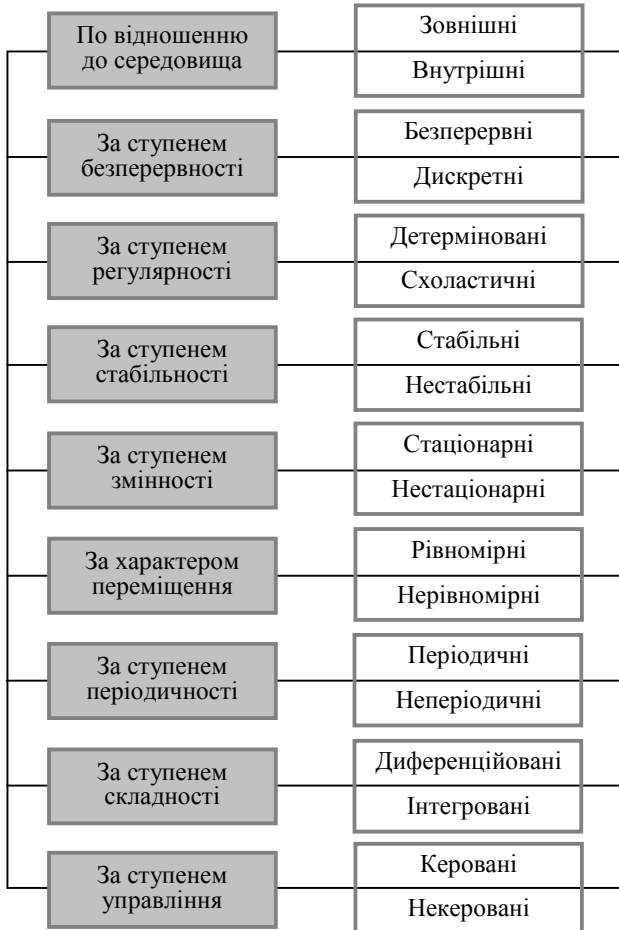 По відношенню
до середовища
Зовнішні
Внутрішні
За ступенем
безперервності
Безперервні
Дискретні
За ступенем
регулярності
Детерміновані
Схоластичні
За ступенем
стабільності
Стабільні
Нестабільні
За ступенем
змінності
Стаціонарні
Нестаціонарні
За характером
переміщення
Рівномірні
Нерівномірні
За ступенем
періодичності
Періодичні
Неперіодичні
За ступенем
складності
Диференційовані
Інтегровані
За ступенем
управління
Керовані
Некеровані